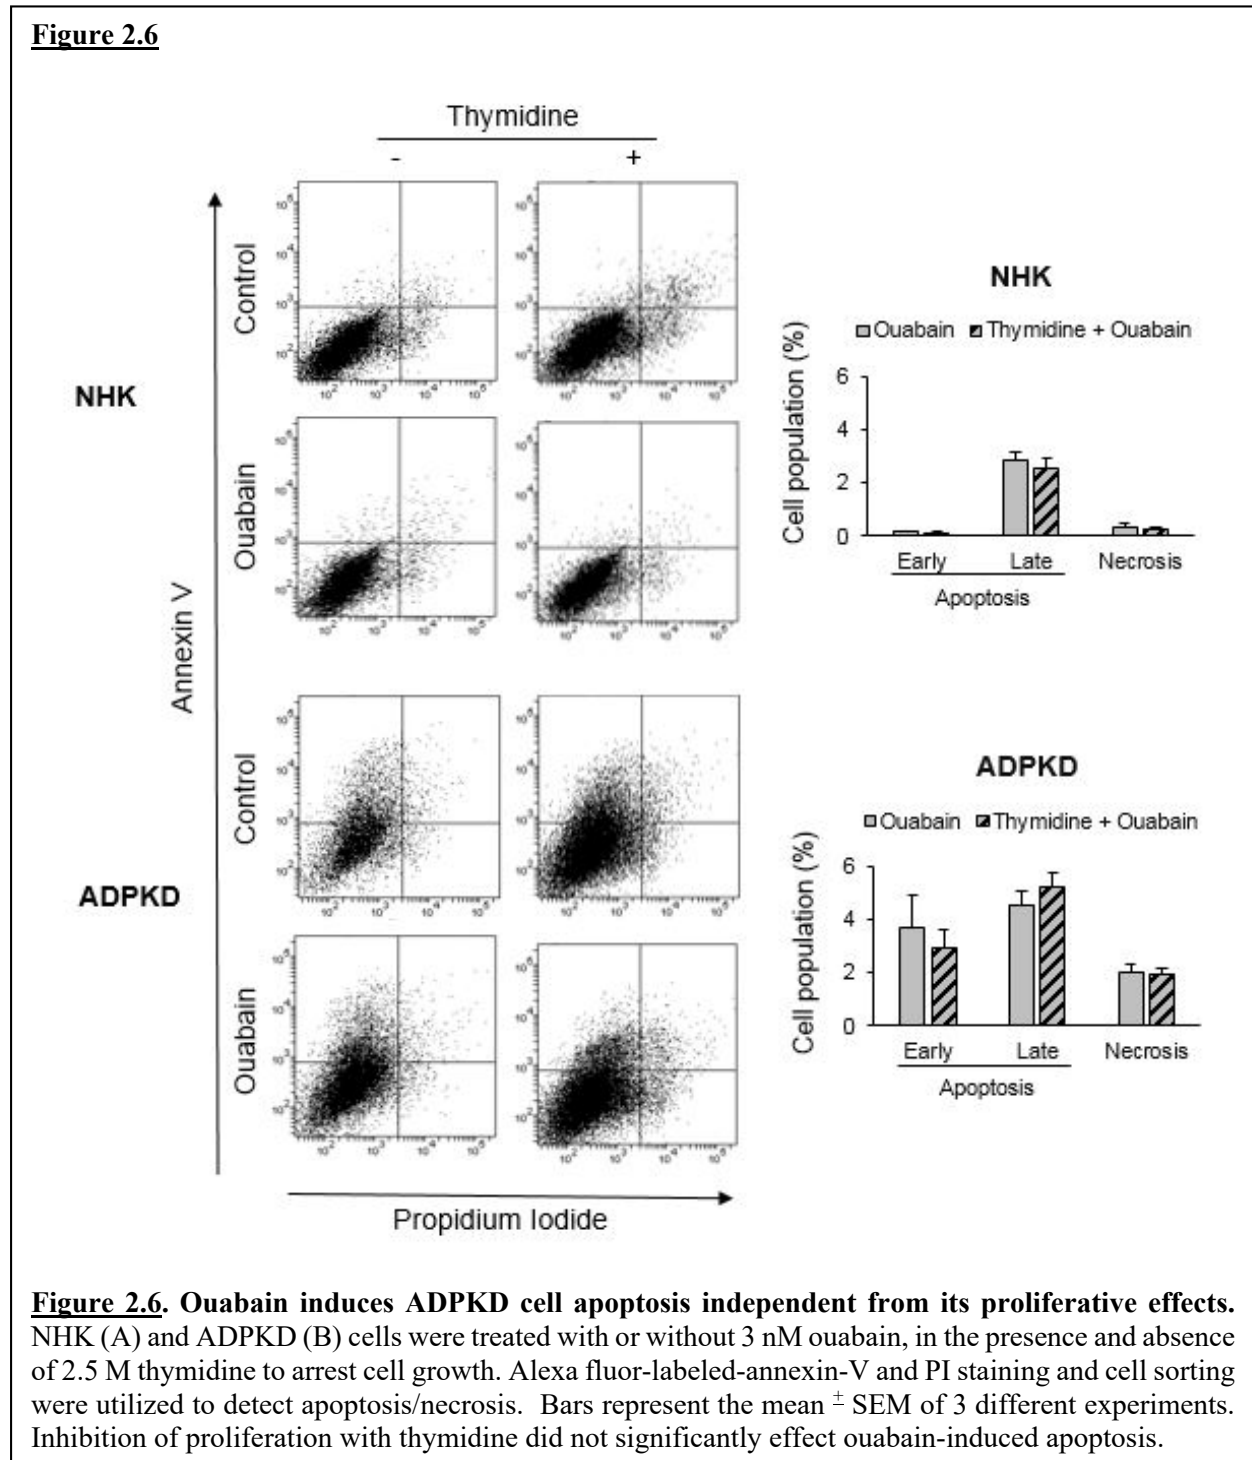 Figure 2.6
Thymidine
- +
Control
Ouabain
NHK
Control
Ouabain
ADPKD
Annexin V
Propidium Iodide
NHK
Ouabain Thymidine + Ouabain
Cell population (%)
6
4
2
0
Early Late Necrosis
Apoptosis
ADPKD
Ouabain Thymidine + Ouabain
Cell population (%)
6
4
2
0
Early Late Necrosis
Apoptosis
Figure 2.6. Ouabain induces ADPKD cell apoptosis independent from its proliferative effects.
NHK (A) and ADPKD (B) cells were treated with or without 3 nM ouabain, in the presence and absence
of 2.5 M thymidine to arrest cell growth. Alexa fluor-labeled-annexin-V and PI staining and cell sorting
were utilized to detect apoptosis/necrosis. Bars represent the mean ± SEM of 3 different experiments.
Inhibition of proliferation with thymidine did not significantly effect ouabain-induced apoptosis.